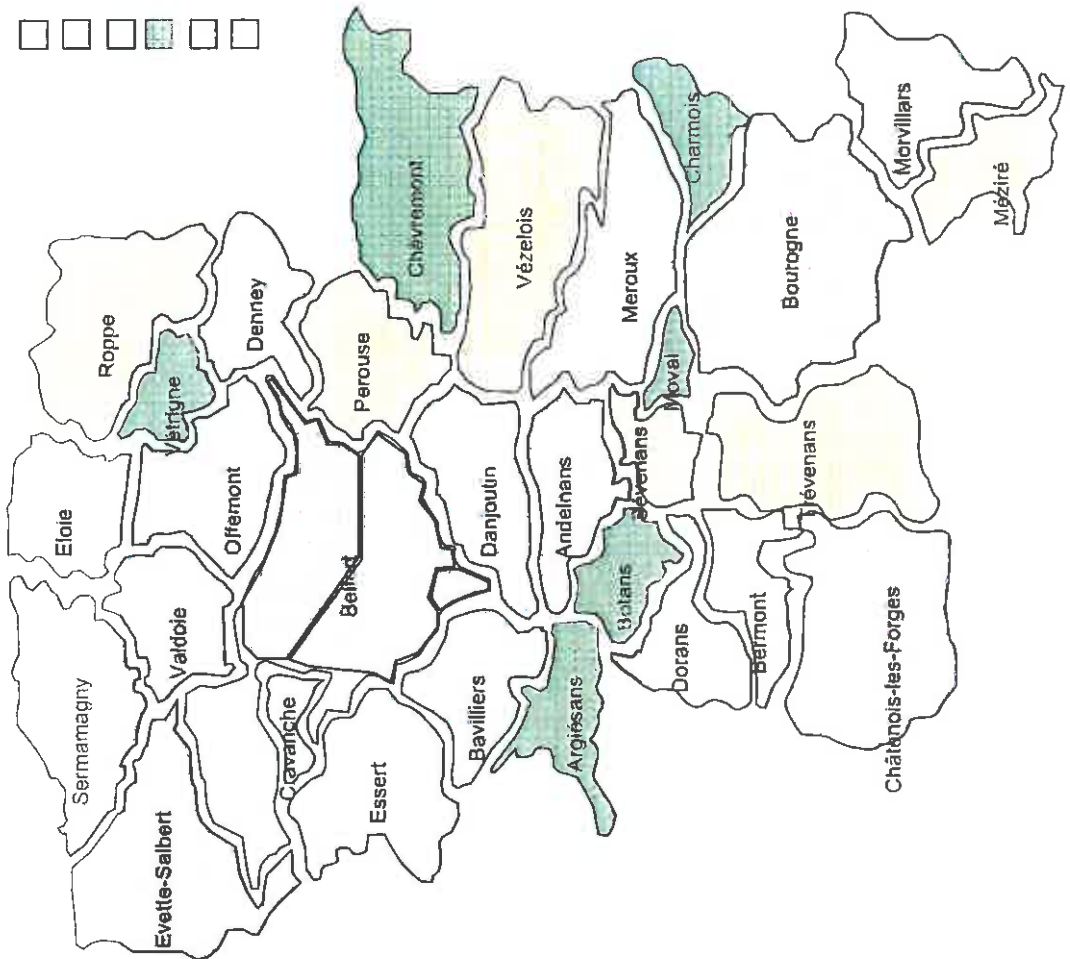 Roppe
Vétrigne
Denney
Eloie
Offemont
Sermamagny
Valdoie
Evette-Salbert
Cravanche
Essert
Belfort
Perouse
Chèvremont
Vézelois
Danjoutin
Bavilliers
Andelnans
Argiésans
Botans
Sévenans
Meroux
Moval
Charmois
Dorans
Bermont
Trévenans
Bourogne
Morvillars
Méziré
Châtenois-les-Forges